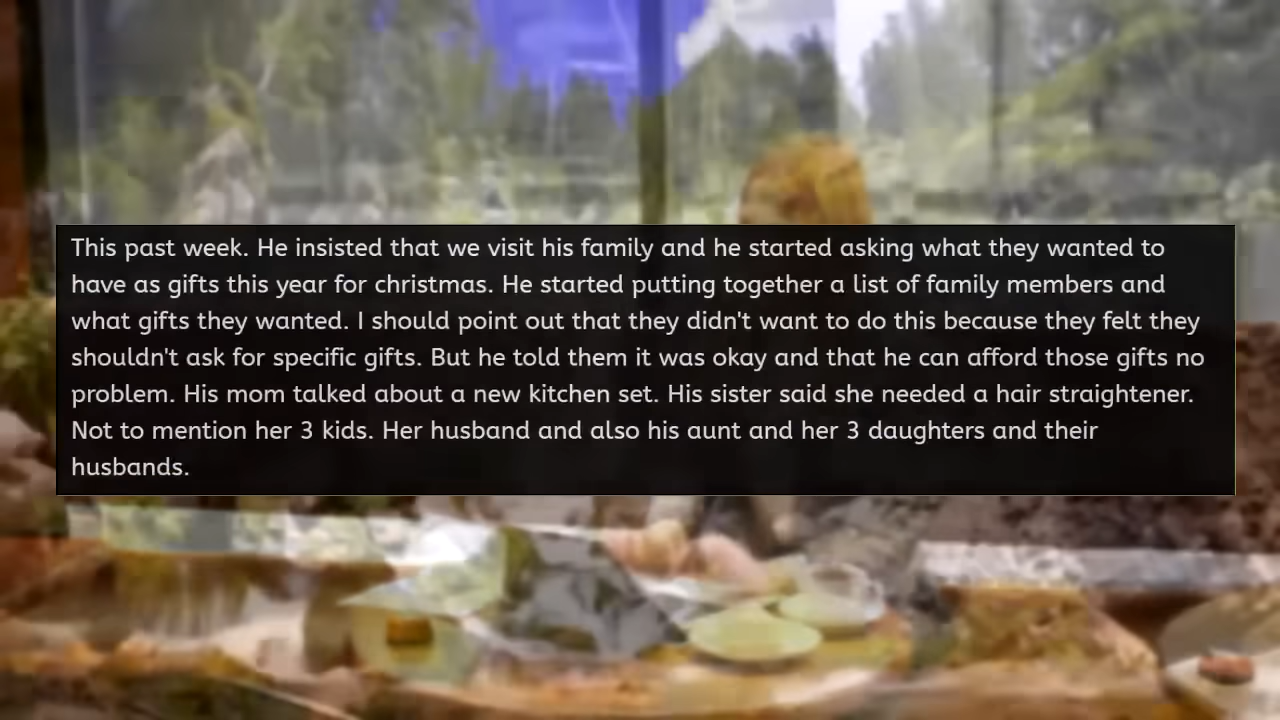 This past week. He insisted that we visit his family and he started asking what they wanted to
have as gifts this year for christmas. He started putting together a list of family members and
what gifts they wanted. I should point out that they didn't want to do this because they felt they
shouldn't ask for specific gifts. But he told them it was okay and that he can afford those gifts no
problem. His mom talked about a new kitchen set. His sister said she needed a hair straightener.
Not to mention her 3 kids. Her husband and also his aunt and her 3 daughters and their
husbands.